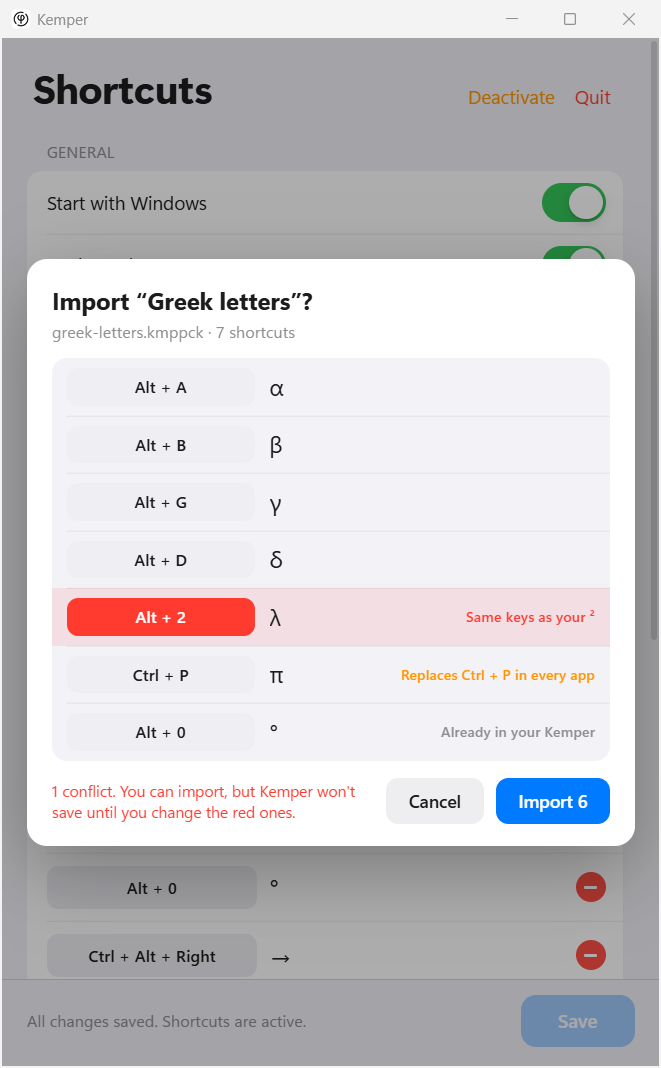 Kemper
Shortcuts
Deactivate
Quit
GENERAL
Start with Windows
Import “Greek letters”?
greek-letters.kmppck · 7 shortcuts
Alt + A α
Alt + B β
Alt + G γ
Alt + D δ
Alt + 2 λ Same keys as your ²
Ctrl + P π Replaces Ctrl + P in every app
Alt + 0 ° Already in your Kemper
1 conflict. You can import, but Kemper won't
save until you change the red ones.
Cancel
Import 6
Alt + 0 °
Ctrl + Alt + Right →
All changes saved. Shortcuts are active.
Save